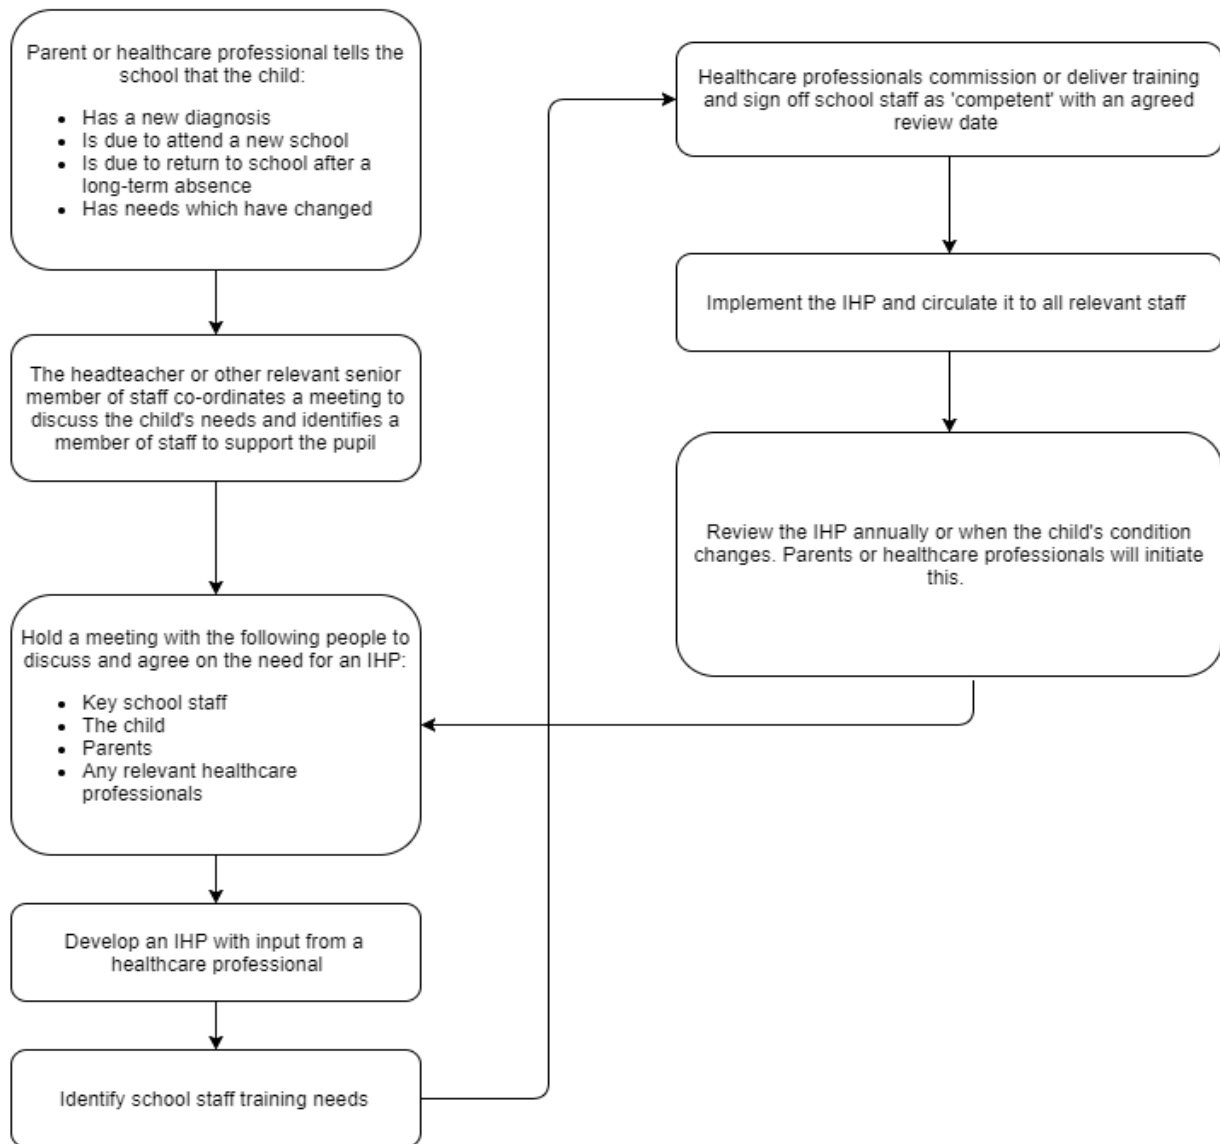 Parent or healthcare professional tells the
school that the child:
• Has a new diagnosis
• Is due to attend a new school
• Is due to return to school after a
long-term absence
• Has needs which have changed
The headteacher or other relevant senior
member of staff co-ordinates a meeting to
discuss the child's needs and identifies a
member of staff to support the pupil
Hold a meeting with the following people to
discuss and agree on the need for an IHP:
• Key school staff
• The child
• Parents
• Any relevant healthcare
professionals
Develop an IHP with input from a
healthcare professional
Identify school staff training needs
Healthcare professionals commission or deliver training
and sign off school staff as 'competent' with an agreed
review date
Implement the IHP and circulate it to all relevant staff
Review the IHP annually or when the child's condition
changes. Parents or healthcare professionals will initiate
this.